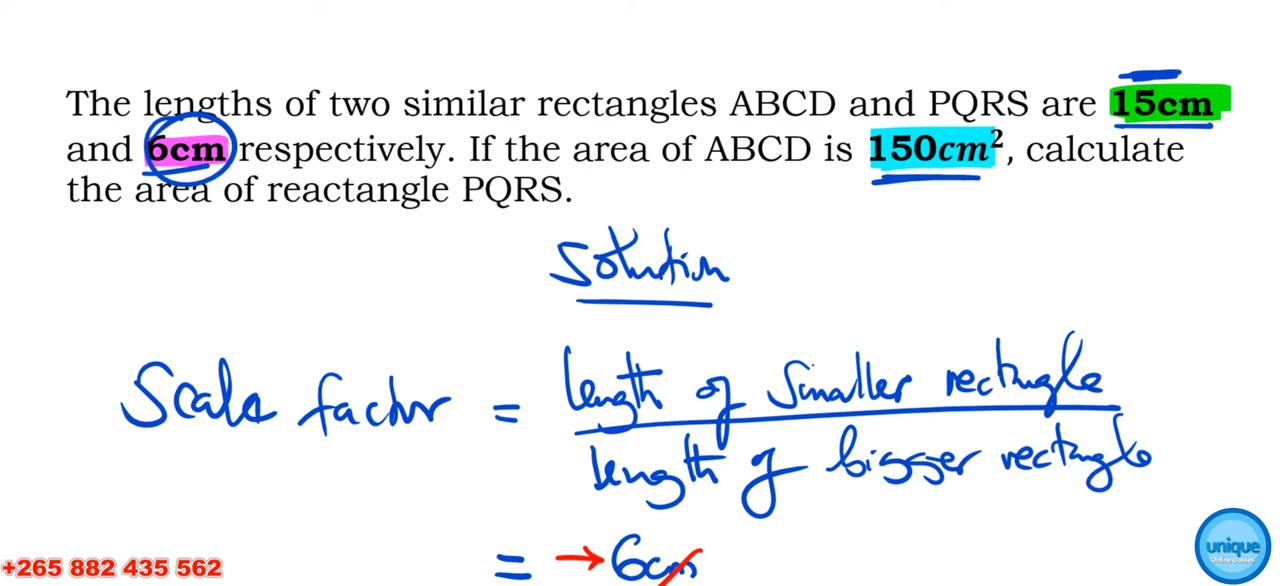 The lengths of two similar rectangles ABCD and PQRS are 15cm
and 6cm respectively. If the area of ABCD is 150cm², calculate
the area of reactangle PQRS.
Solution
Scale factor = length of smaller rectangle
length of bigger rectangle
= → 6cm
+265 882 435 562
unique
Online classes